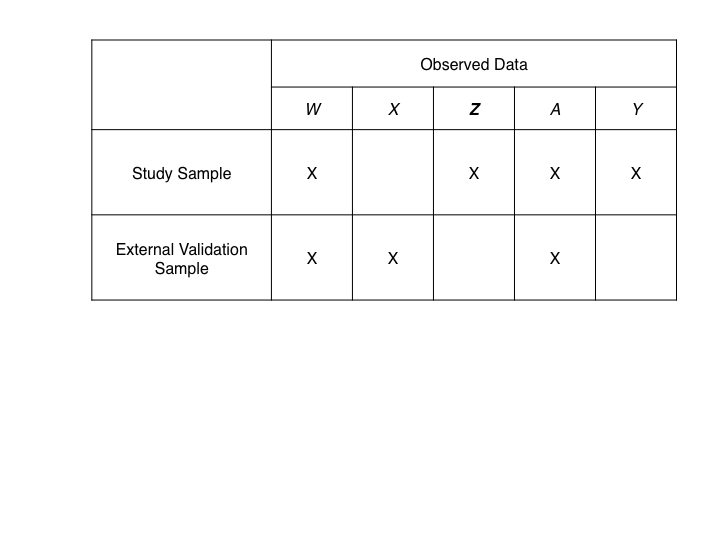 Observed Data
W X Z A Y
Study Sample X X X X
External Validation
Sample X X X